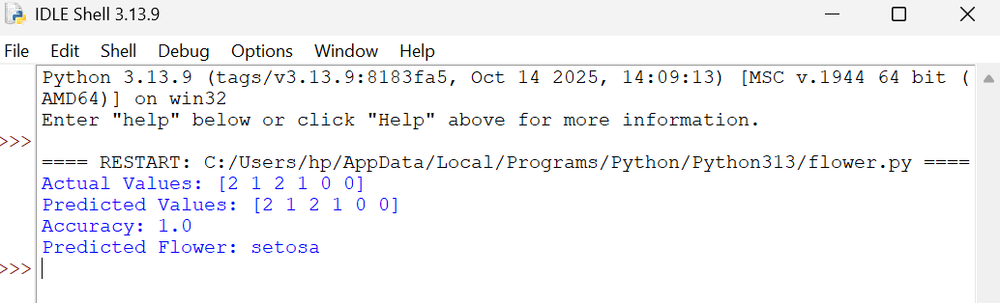 IDLE Shell 3.13.9
File Edit Shell Debug Options Window Help
Python 3.13.9 (tags/v3.13.9:8183fa5, Oct 14 2025, 14:09:13) [MSC v.1944 64 bit (
AMD64)] on win32
Enter "help" below or click "Help" above for more information.
>>>
==== RESTART: C:/Users/hp/AppData/Local/Programs/Python/Python313/flower.py ====
Actual Values: [2 1 2 1 0 0]
Predicted Values: [2 1 2 1 0 0]
Accuracy: 1.0
Predicted Flower: setosa
>>>